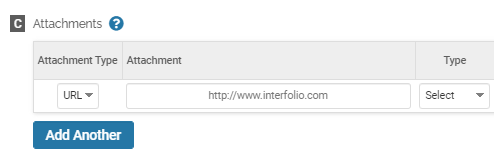 C Attachments ?
Attachment Type Attachment Type
URL http://www.interfolio.com Select
Add Another